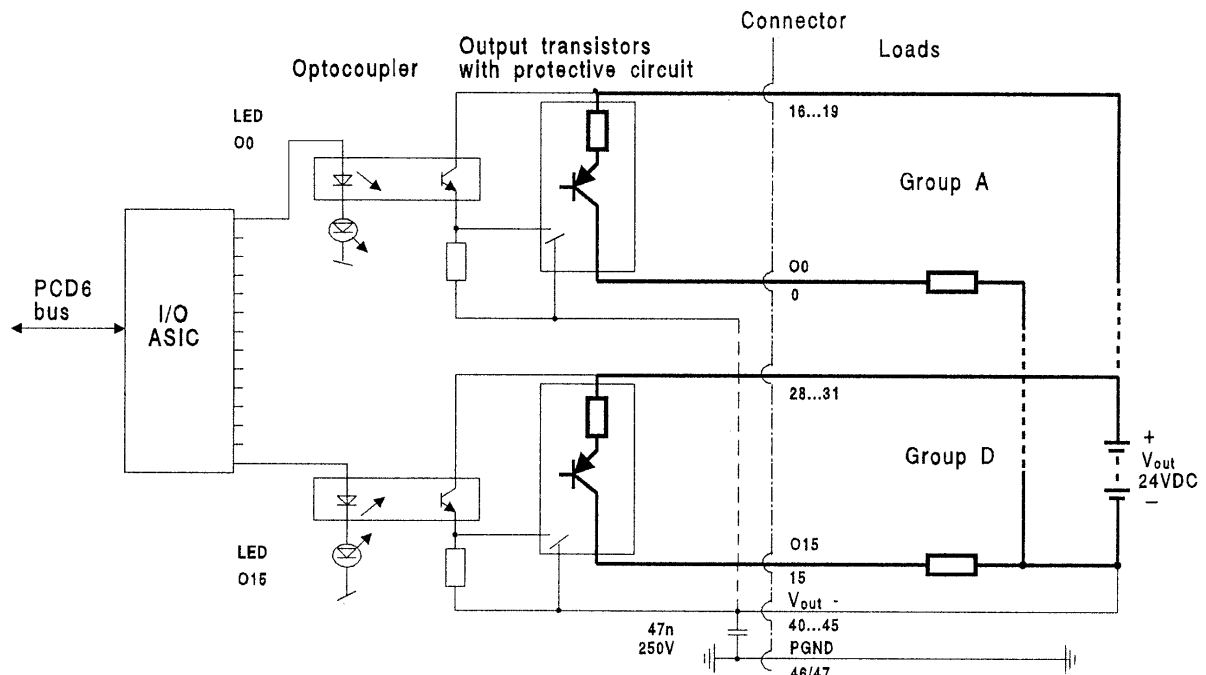 Connector
Output transistors
with protective circuit
Loads
Optocoupler
LED
O0
16...19
Group A
PCD6
bus
I/O
ASIC
O0
0
28...31
Group D
+
Vout
24VDC
–
LED
O15
O15
15
Vout -
47n
250V
40...45
PGND
46/47